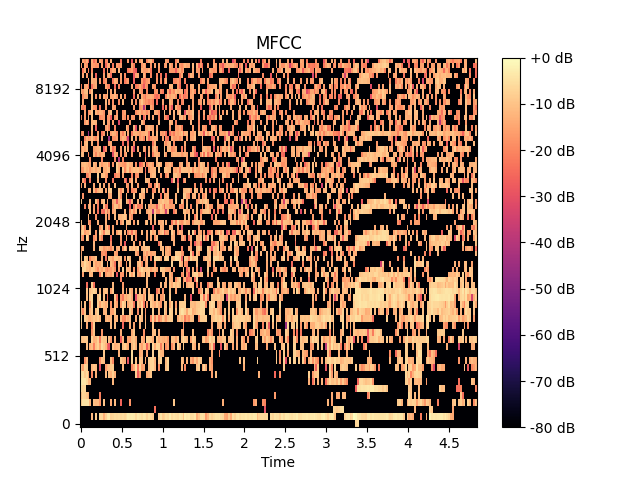 MFCC
+0 dB
8192
-10 dB
-20 dB
4096
-30 dB
2048
-40 dB
Hz
-50 dB
1024
-60 dB
512
-70 dB
0
-80 dB
0 0.5 1 1.5 2 2.5 3 3.5 4 4.5
Time